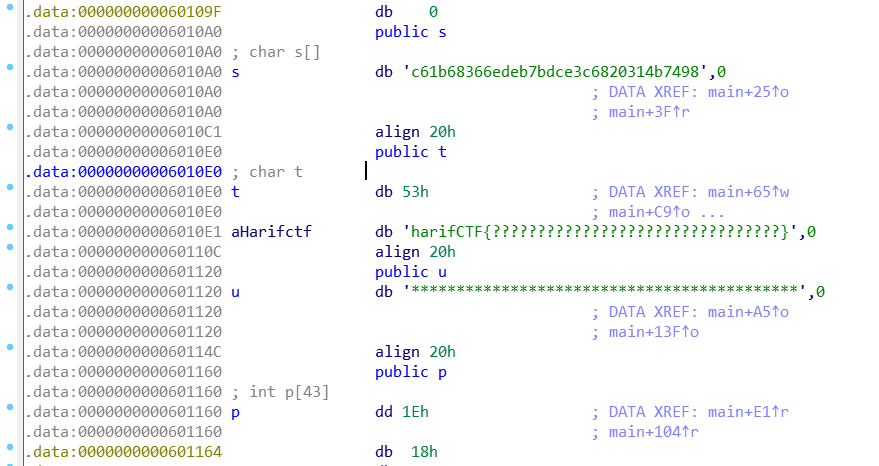 .data:000000000060109F db 0
.data:00000000006010A0 public s
.data:00000000006010A0 ; char s[]
.data:00000000006010A0 s db 'c61b68366edeb7bdce3c6820314b7498',0
.data:00000000006010A0 ; DATA XREF: main+25↑o
.data:00000000006010A0 ; main+3F↑r
.data:00000000006010C1 align 20h
.data:00000000006010E0 public t
.data:00000000006010E0 ; char t
.data:00000000006010E0 t db 53h ; DATA XREF: main+65↑w
.data:00000000006010E0 ; main+C9↑o ...
.data:00000000006010E1 aHarifctf db 'harifCTF{????????????????????????????????}',0
.data:000000000060110C align 20h
.data:0000000000601120 public u
.data:0000000000601120 u db '*******************************************',0
.data:0000000000601120 ; DATA XREF: main+A5↑o
.data:0000000000601120 ; main+13F↑o
.data:000000000060114C align 20h
.data:0000000000601160 public p
.data:0000000000601160 ; int p[43]
.data:0000000000601160 p dd 1Eh ; DATA XREF: main+E1↑r
.data:0000000000601160 ; main+104↑r
.data:0000000000601164 db 18h